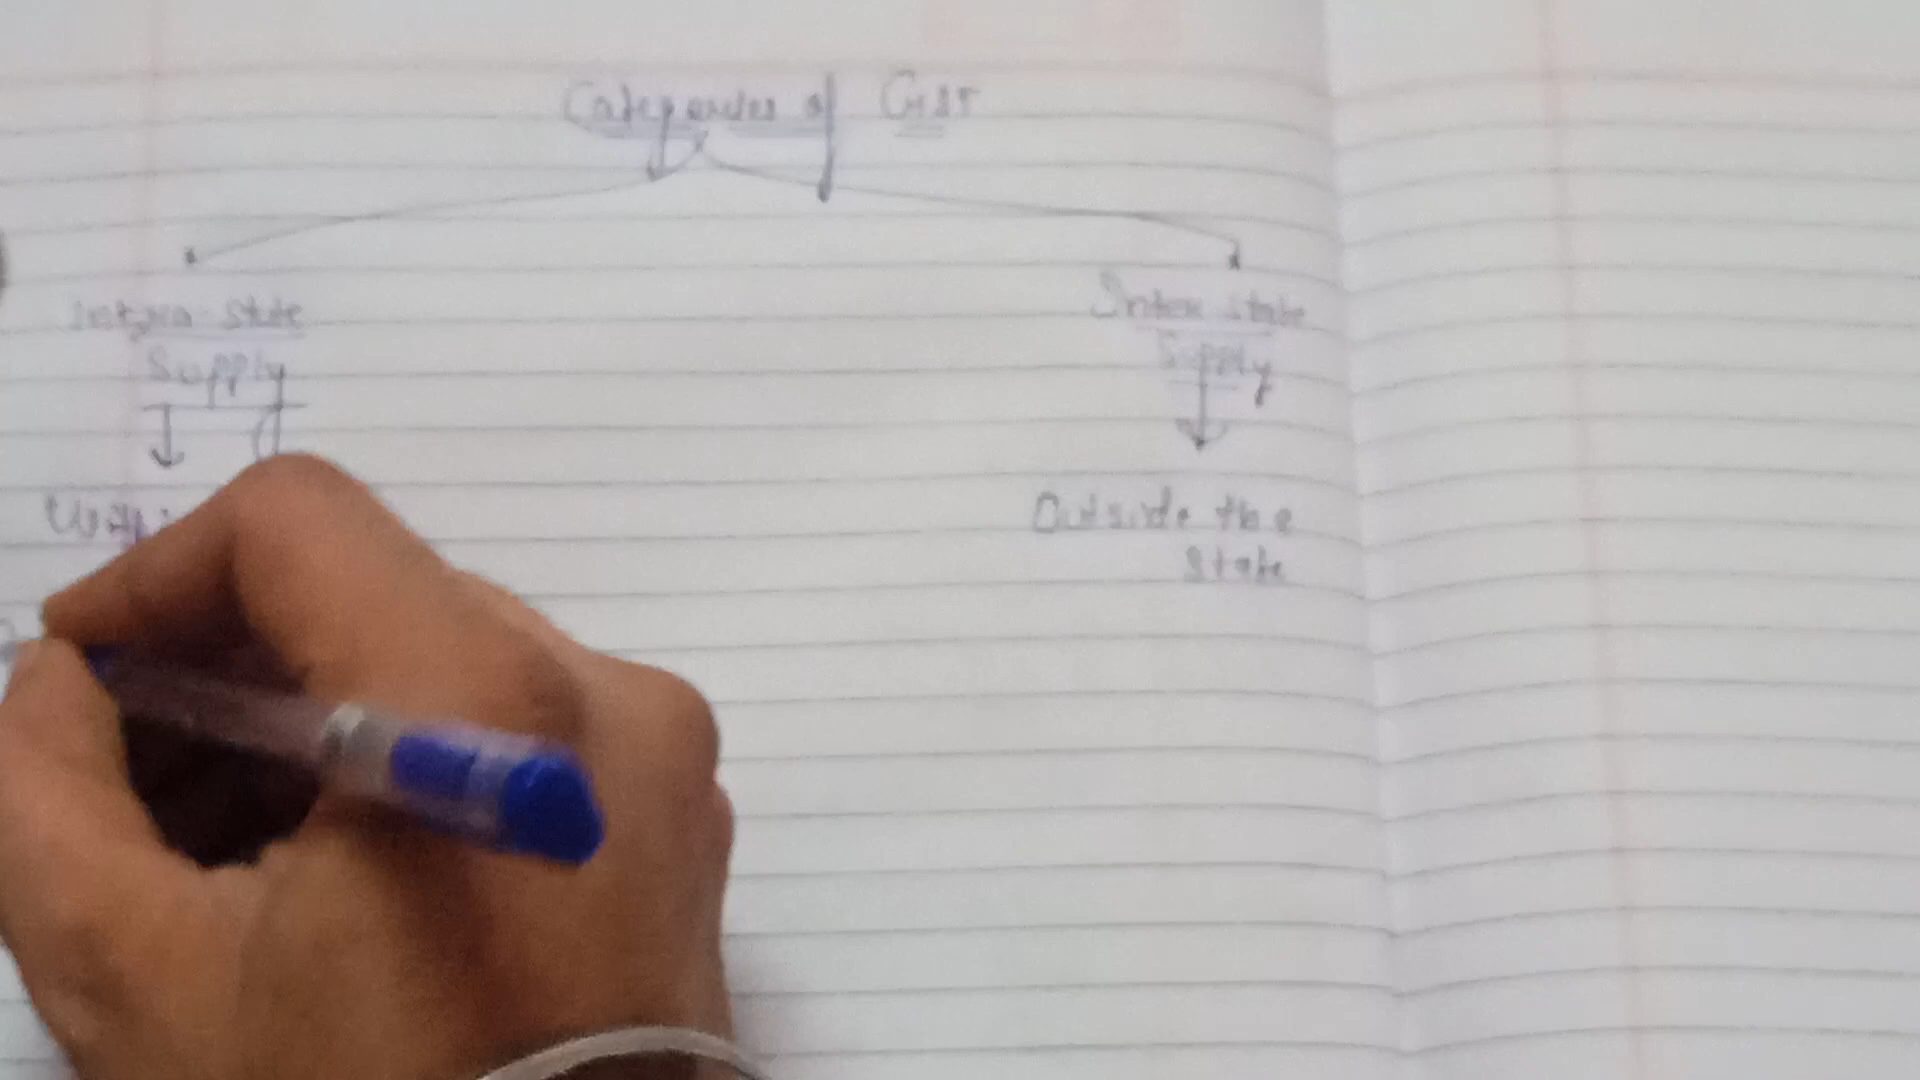 Categories of GST
Intra-state
Supply
Inter state
Supply
Outside the
state